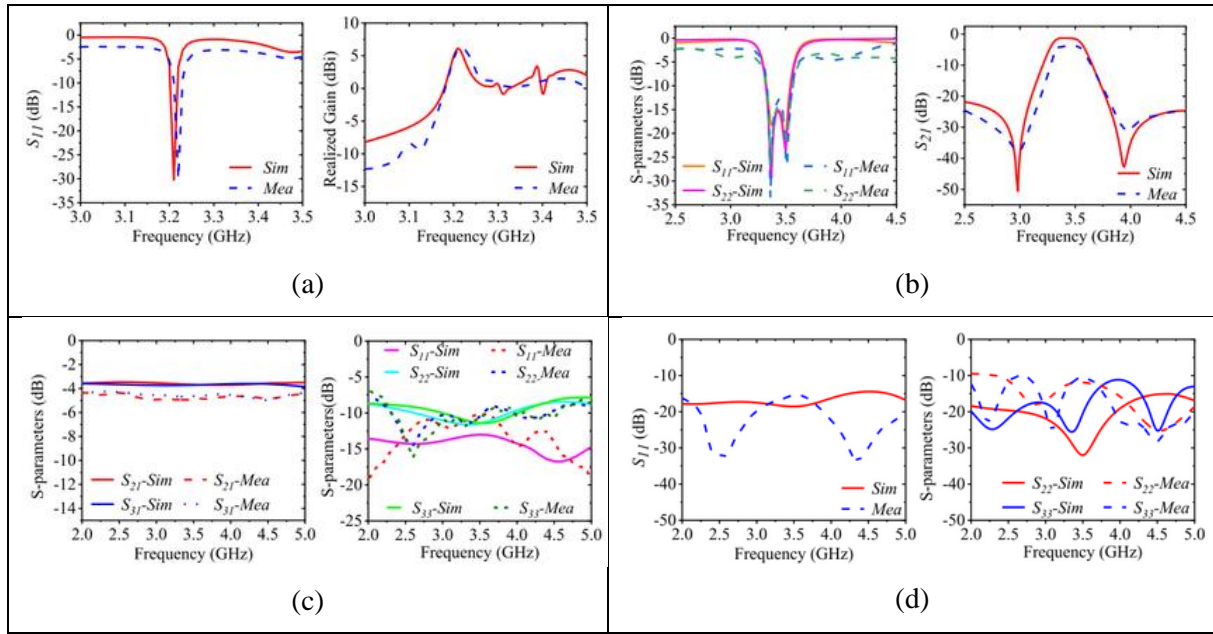 S11 (dB)
0
-5
-10
-15
-20
-25
-30
-35
Sim
Mea
3.0 3.1 3.2 3.3 3.4 3.5
Frequency (GHz)
Realized Gain (dBi)
10
5
0
-5
-10
-15
Sim
Mea
3.0 3.1 3.2 3.3 3.4 3.5
Frequency (GHz)
(a)
S-parameters (dB)
0
-5
-10
-15
-20
-25
-30
-35
S11-Sim S11-Mea
S22-Sim S22-Mea
2.5 3.0 3.5 4.0 4.5
Frequency (GHz)
S21 (dB)
0
-10
-20
-30
-40
-50
Sim
Mea
2.5 3.0 3.5 4.0 4.5
Frequency (GHz)
(b)
S-parameters (dB)
0
-2
-4
-6
-8
-10
-12
-14
S21-Sim S21-Mea
S31-Sim S31-Mea
2.0 2.5 3.0 3.5 4.0 4.5 5.0
Frequency (GHz)
S-parameters(dB)
0
-5
-10
-15
-20
-25
S11-Sim S11-Mea
S22-Sim S22-Mea
S33-Sim S33-Mea
2.0 2.5 3.0 3.5 4.0 4.5 5.0
Frequency (GHz)
(c)
S11 (dB)
0
-10
-20
-30
-40
-50
Sim
Mea
2.0 2.5 3.0 3.5 4.0 4.5 5.0
Frequency (GHz)
S-parameters (dB)
0
-10
-20
-30
-40
-50
S22-Sim S22-Mea
S33-Sim S33-Mea
2.0 2.5 3.0 3.5 4.0 4.5 5.0
Frequency (GHz)
(d)